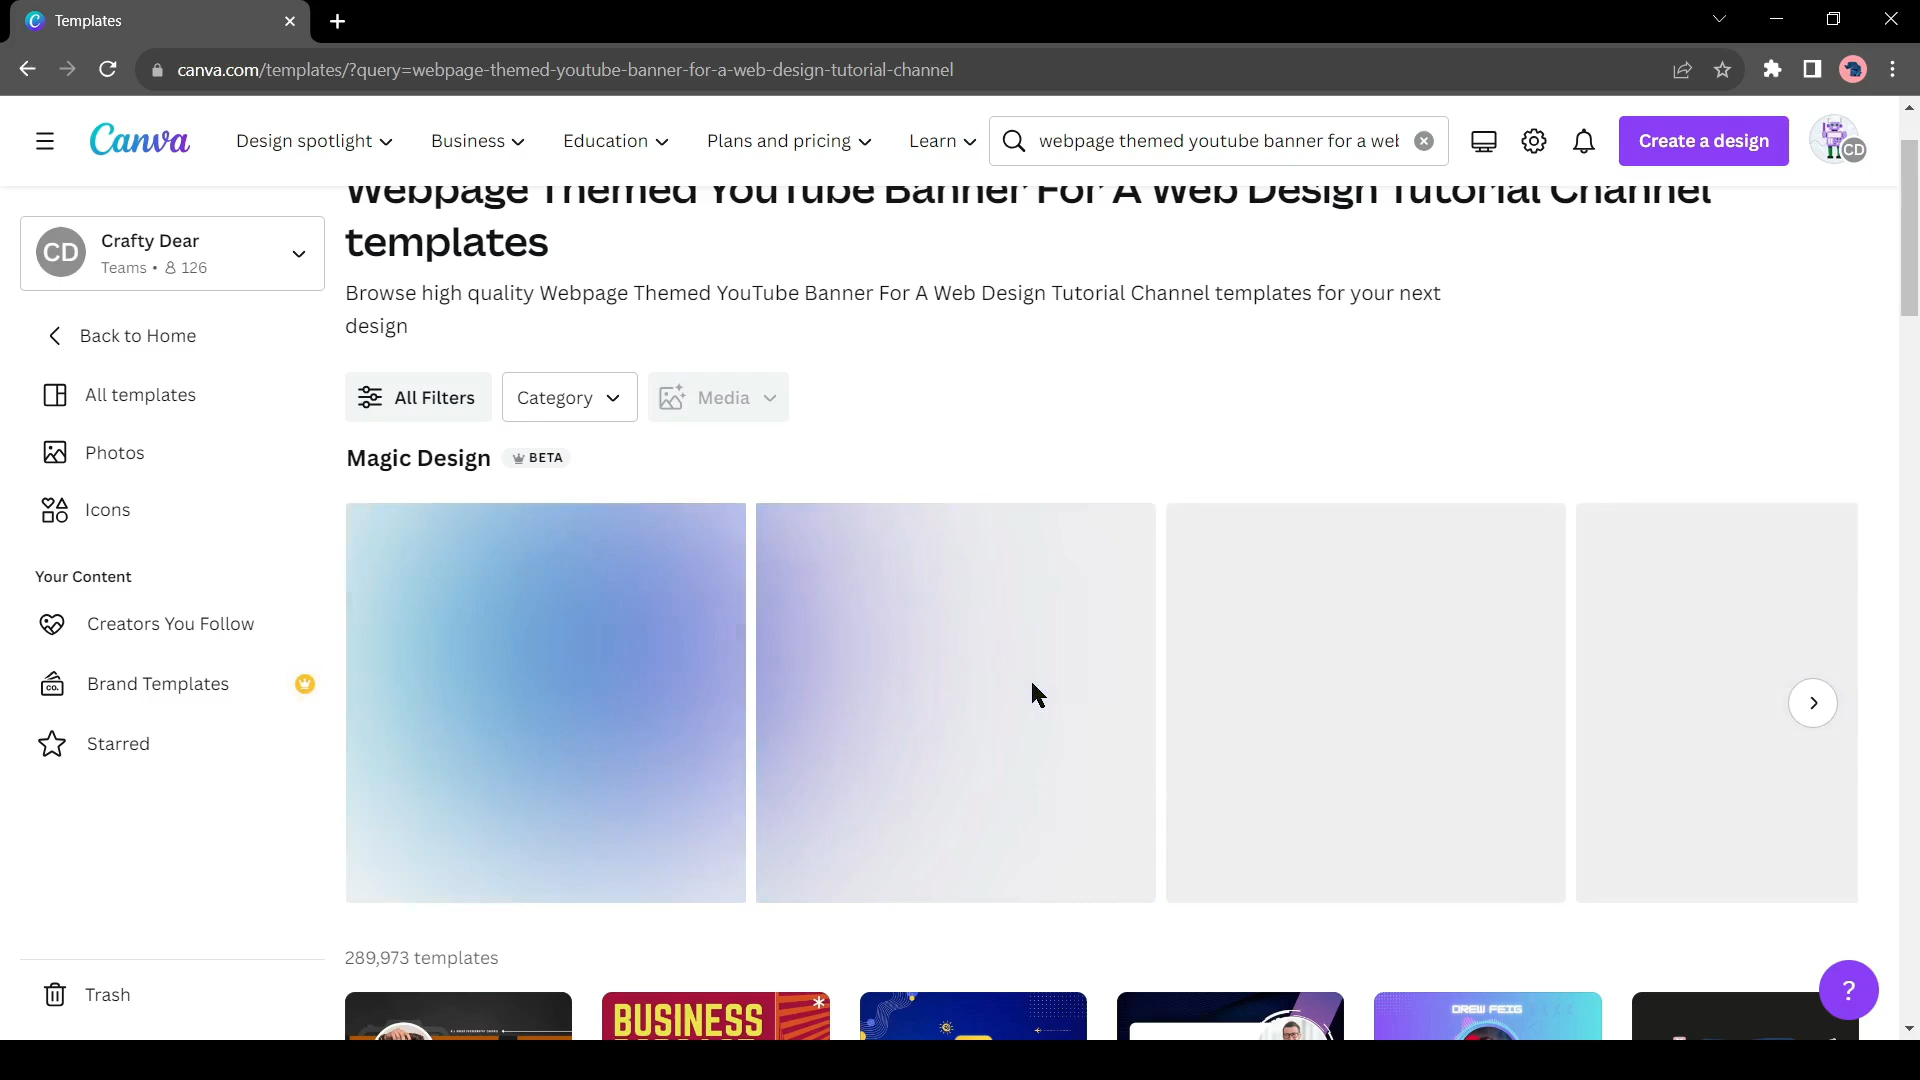 Templates
canva.com/templates/?query=webpage-themed-youtube-banner-for-a-web-design-tutorial-channel
Canva
Design spotlight
Business
Education
Plans and pricing
Learn
webpage themed youtube banner for a wel
Create a design
CD
Webpage Themed YouTube Banner For A Web Design Tutorial Channel
templates
Browse high quality Webpage Themed YouTube Banner For A Web Design Tutorial Channel templates for your next
design
CD
Crafty Dear
Teams • 126
Back to Home
All templates
Photos
Icons
Your Content
Creators You Follow
CO.
Brand Templates
Starred
Trash
All Filters
Category
Media
Magic Design
BETA
289,973 templates
BUSINESS
DREW FEIG
?